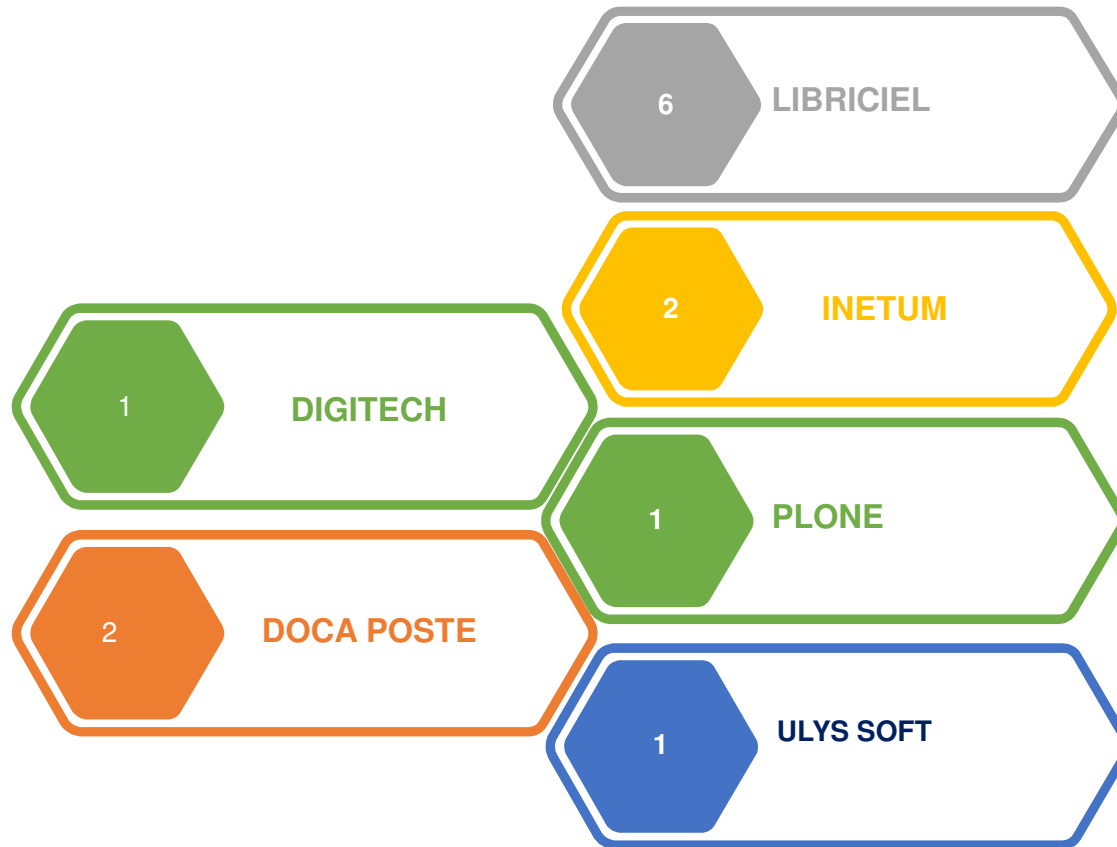 6 LIBRICIEL
2 INETUM
1 DIGITECH
1 PLONE
2 DOCA POSTE
1 ULYS SOFT